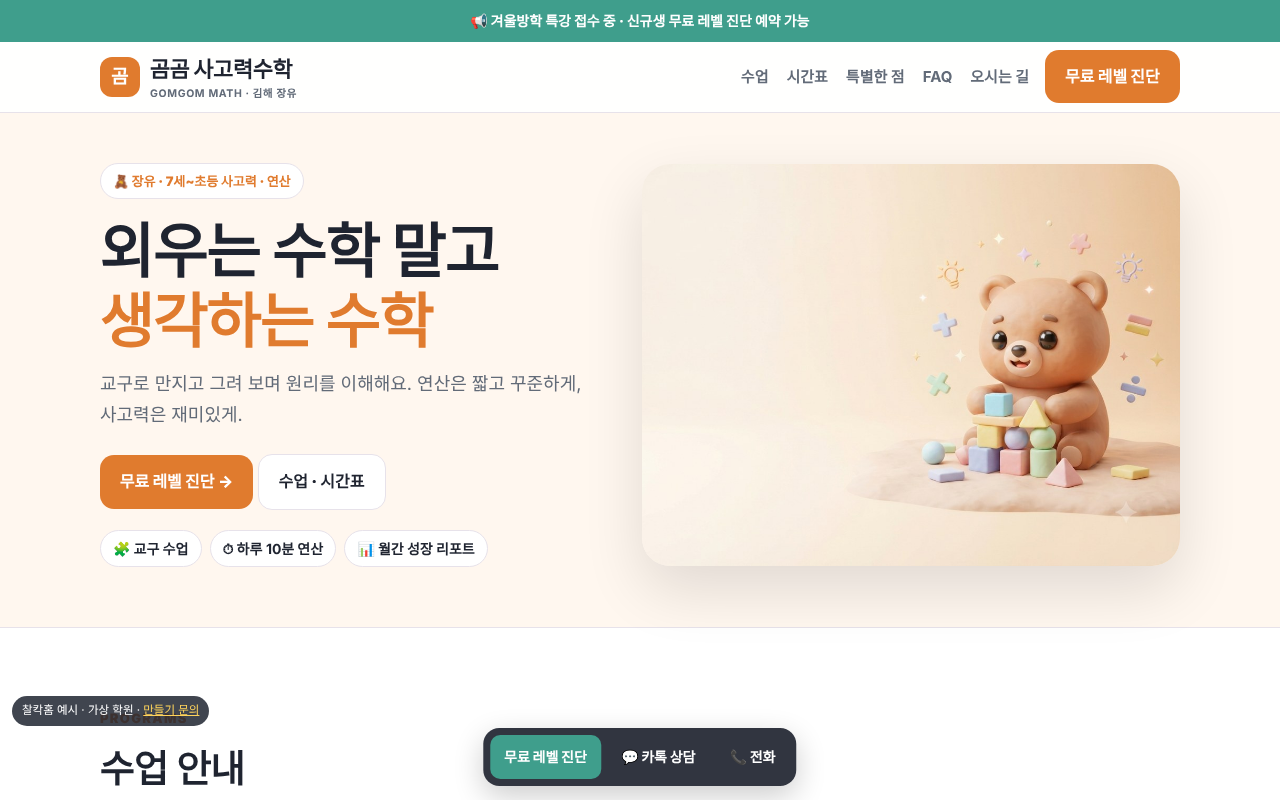 📢 겨울방학 특강 접수 중 · 신규생 무료 레벨 진단 예약 가능
곰
곰곰 사고력수학
GOMGOM MATH · 김해 장유
수업
시간표
특별한 점
FAQ
오시는 길
무료 레벨 진단
🧸 장유 · 7세~초등 사고력 · 연산
외우는 수학 말고
생각하는 수학
교구로 만지고 그려 보며 원리를 이해해요. 연산은 짧고 꾸준하게,
사고력은 재미있게.
무료 레벨 진단 →
수업 · 시간표
🧩 교구 수업
⏱ 하루 10분 연산
📊 월간 성장 리포트
찰칵홈 예시 · 가상 학원 · 만들기 문의
PROGRAMS
수업 안내
무료 레벨 진단
💬 카톡 상담
📞 전화